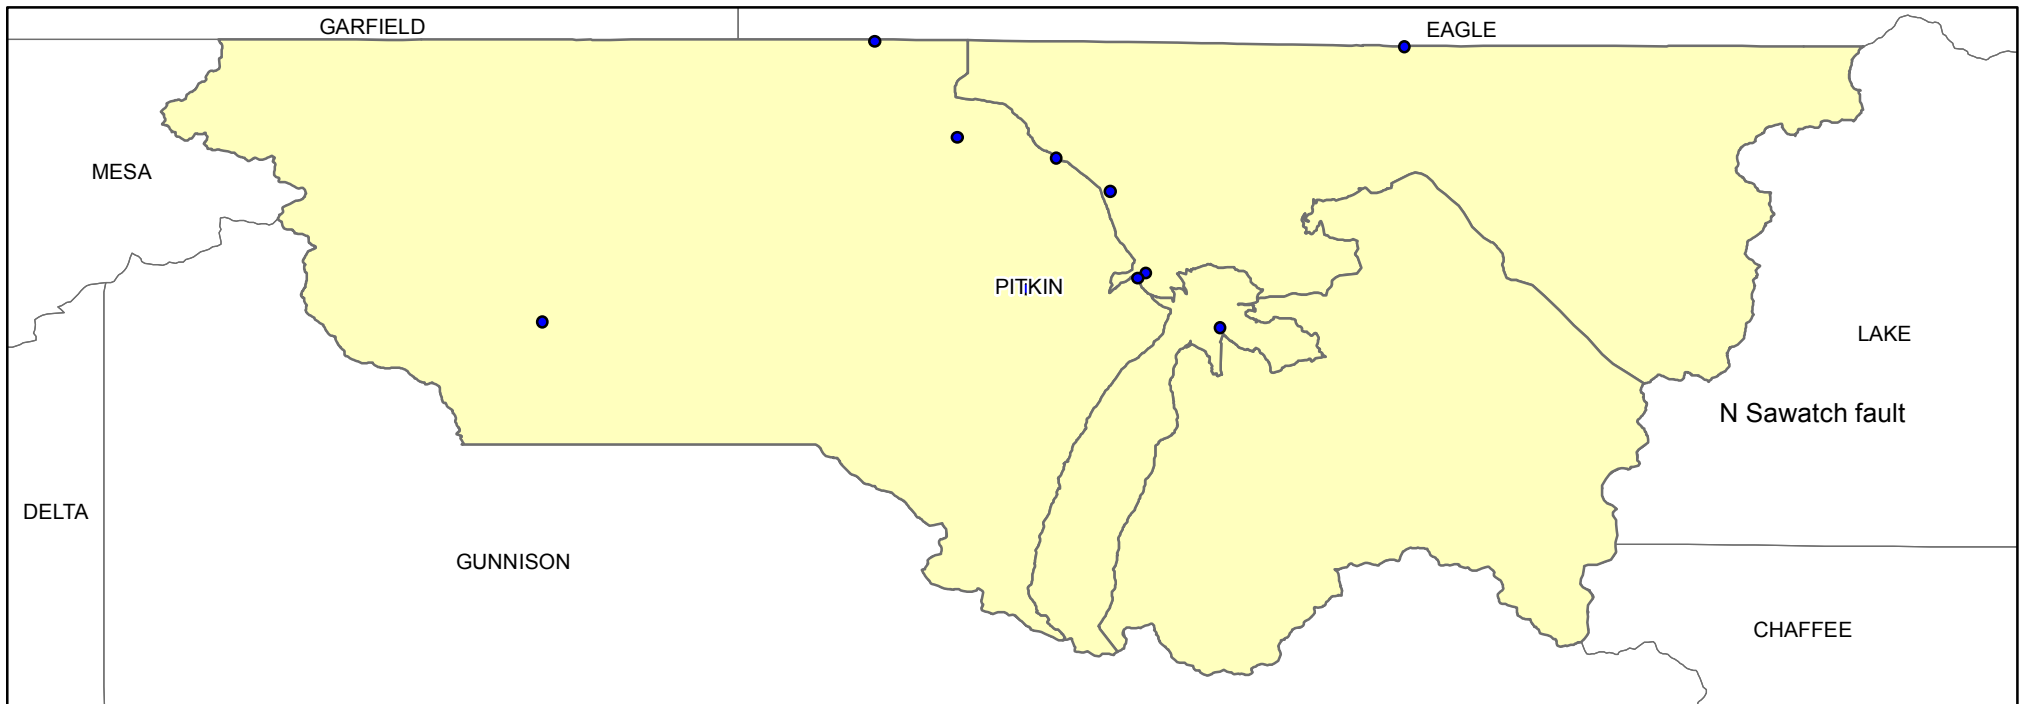 GARFIELD
EAGLE
MESA
PITKIN
LAKE
N Sawatch fault
DELTA
GUNNISON
CHAFFEE